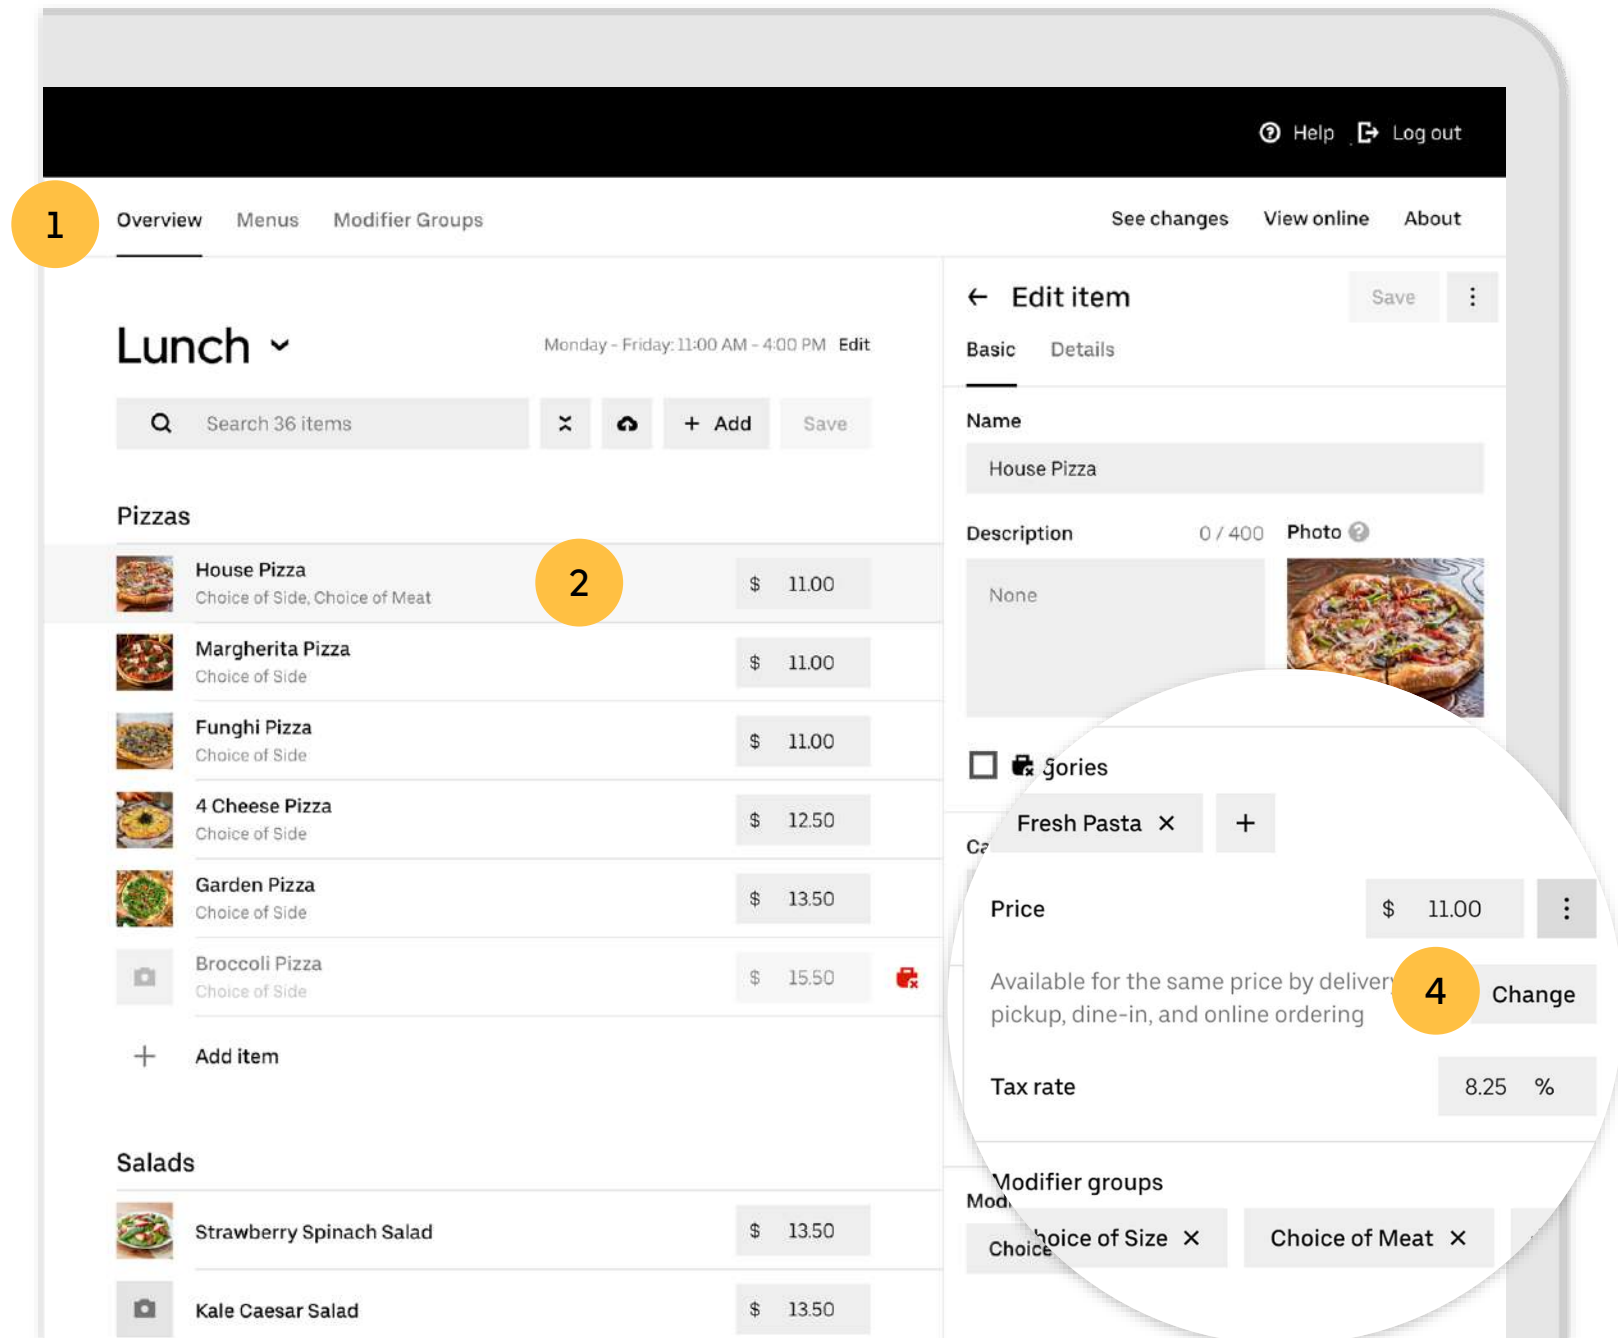 Help
Log out
1
Overview Menus Modifier Groups
See changes View online About
Lunch
Monday - Friday: 11:00 AM - 4:00 PM Edit
Search 36 items
+ Add
Save
Pizzas
House Pizza
Choice of Side, Choice of Meat
2
$ 11.00
Margherita Pizza
Choice of Side
$ 11.00
Funghi Pizza
Choice of Side
$ 11.00
4 Cheese Pizza
Choice of Side
$ 12.50
Garden Pizza
Choice of Side
$ 13.50
Broccoli Pizza
Choice of Side
$ 15.50
+ Add item
Salads
Strawberry Spinach Salad
$ 13.50
Kale Caesar Salad
$ 13.50
← Edit item
Save
Basic Details
Name
House Pizza
Description 0 / 400
Photo ?
None
gories
Fresh Pasta × +
Ca
Price $ 11.00
Available for the same price by delivery
pickup, dine-in, and online ordering
4
Change
Tax rate 8.25 %
Modifier groups
Modi
Choice
hoice of Size × Choice of Meat ×